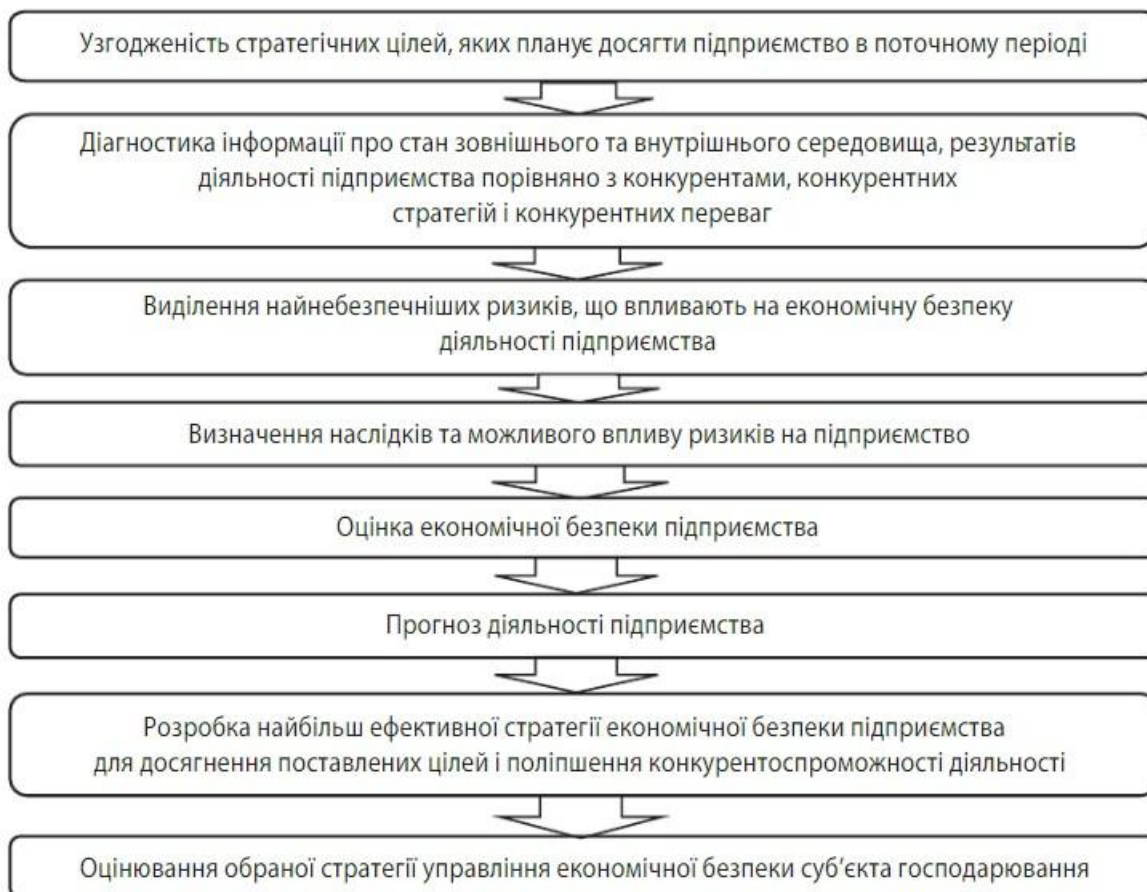 Узгодженість стратегічних цілей, яких планує досягти підприємство в поточному періоді
Діагностика інформації про стан зовнішнього та внутрішнього середовища, результатів
діяльності підприємства порівняно з конкурентами, конкурентних
стратегій і конкурентних переваг
Виділення найнебезпечніших ризиків, що впливають на економічну безпеку
діяльності підприємства
Визначення наслідків та можливого впливу ризиків на підприємство
Оцінка економічної безпеки підприємства
Прогноз діяльності підприємства
Розробка найбільш ефективної стратегії економічної безпеки підприємства
для досягнення поставлених цілей і поліпшення конкурентоспроможності діяльності
Оцінювання обраної стратегії управління економічної безпеки суб‘єкта господарювання